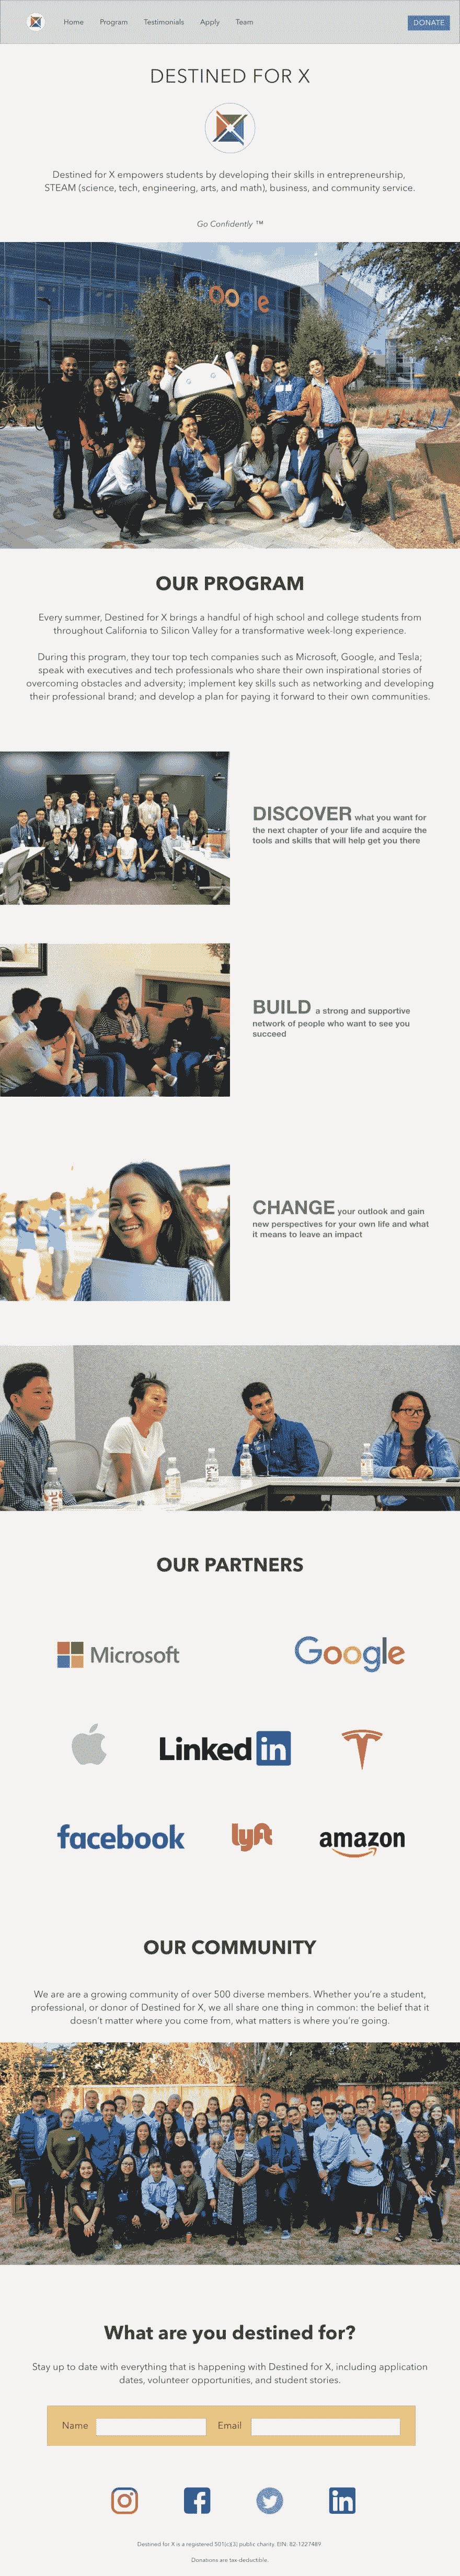 Home Program Testimonials Apply Team DONATE
DESTINED FOR X
Destined for X empowers students by developing their skills in entrepreneurship,
STEAM (science, tech, engineering, arts, and math), business, and community service.
Go Confidently ™
Google
OUR PROGRAM
Every summer, Destined for X brings a handful of high school and college students from
throughout California to Silicon Valley for a transformative week-long experience.
During this program, they tour top tech companies such as Microsoft, Google, and Tesla;
speak with executives and tech professionals who share their own inspirational stories of
overcoming obstacles and adversity; implement key skills such as networking and developing
their professional brand; and develop a plan for paying it forward to their own communities.
DISCOVER what you want for
the next chapter of your life and acquire the
tools and skills that will help get you there
BUILD a strong and supportive
network of people who want to see you
succeed
CHANGE your outlook and gain
new perspectives for your own life and what
it means to leave an impact
hint
OUR PARTNERS
Microsoft Google
Linked in
facebook lyft amazon
OUR COMMUNITY
We are are a growing community of over 500 diverse members. Whether you're a student,
professional, or donor of Destined for X, we all share one thing in common: the belief that it
doesn't matter where you come from, what matters is where you're going.
What are you destined for?
Stay up to date with everything that is happening with Destined for X, including application
dates, volunteer opportunities, and student stories.
Name Email
f in
Destined for X is a registered 501(c)(3) public charity. EIN: 82-1227489
Donations are tax-deductible.